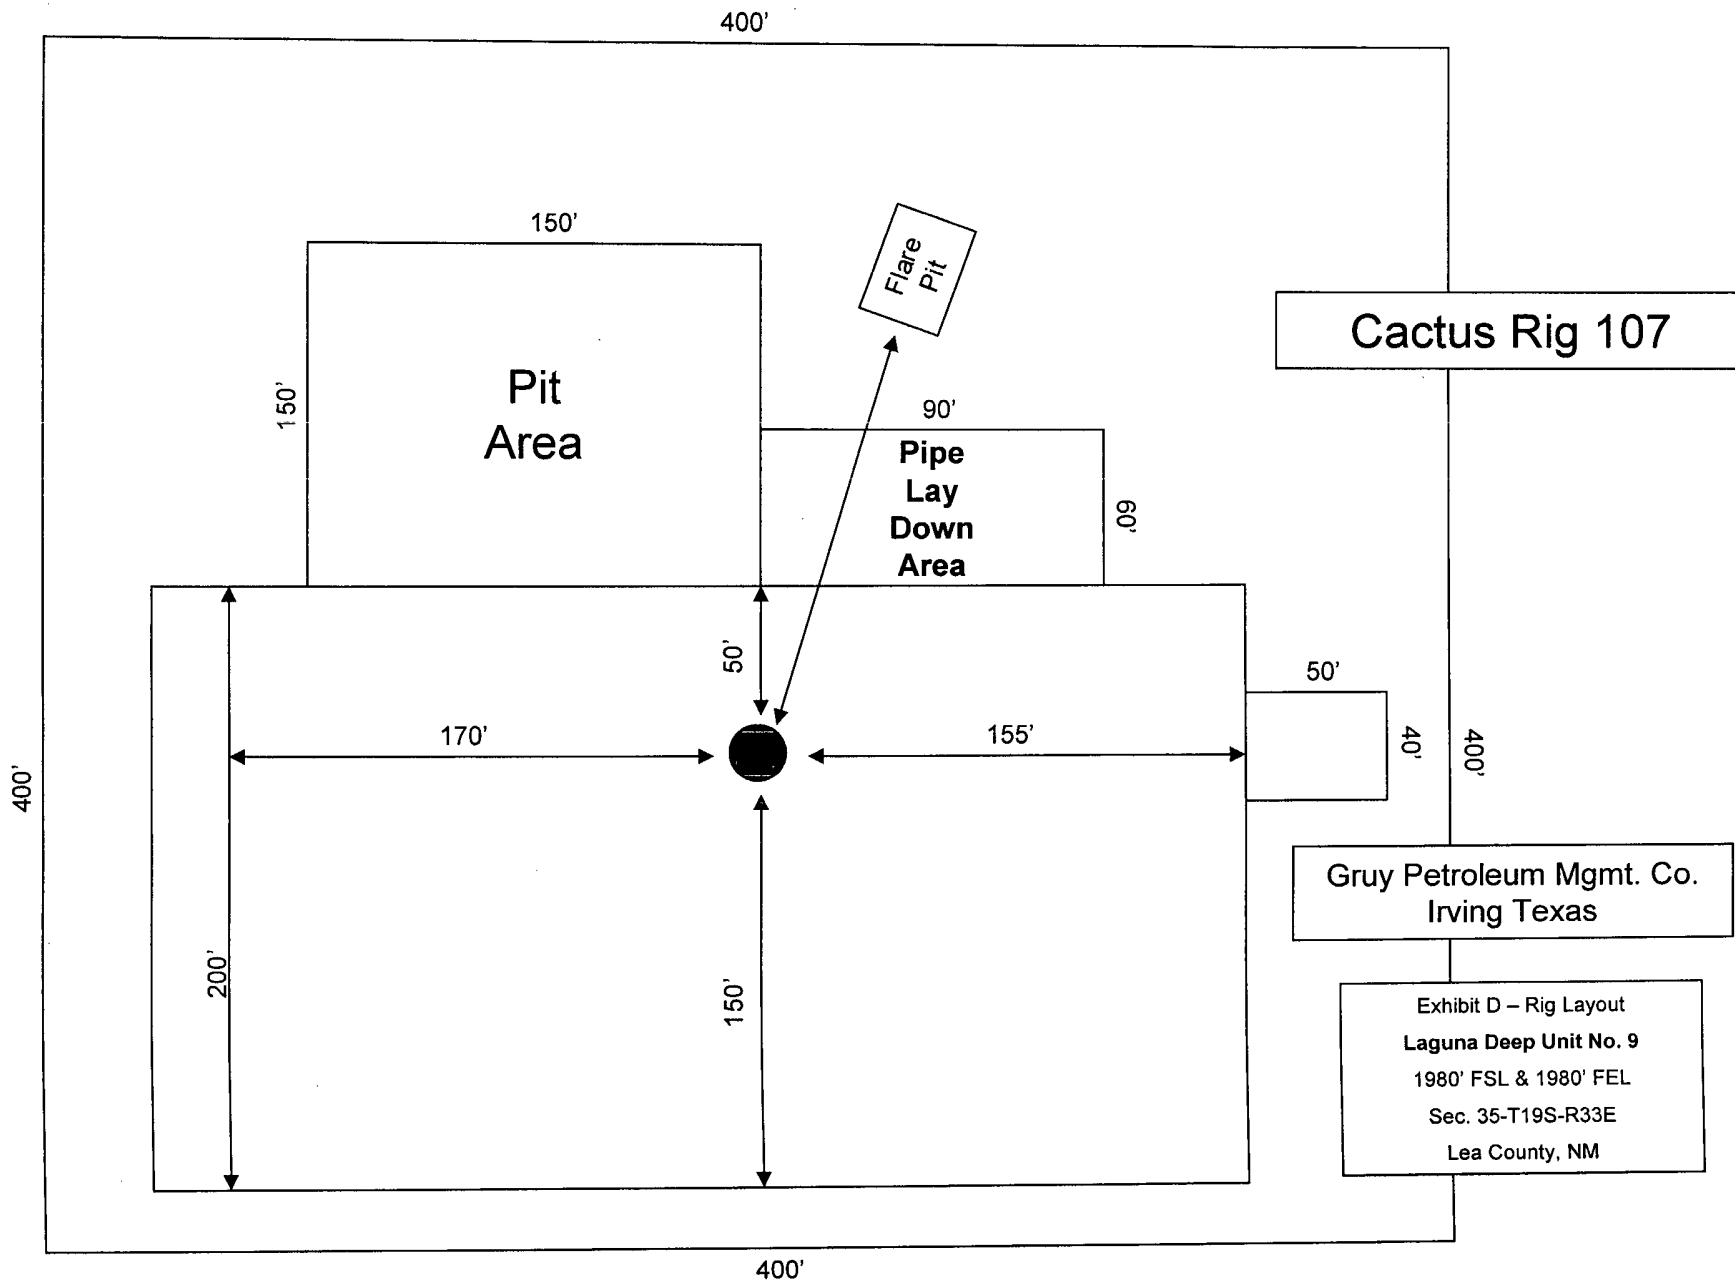 400'
150'
Flare
Pit
Cactus Rig 107
150'
Pit
Area
90'
Pipe
Lay
Down
Area
60'
50'
50'
170'
155'
40'
400'
400'
Gruy Petroleum Mgmt. Co.
Irving Texas
200'
150'
Exhibit D – Rig Layout
Laguna Deep Unit No. 9
1980' FSL & 1980' FEL
Sec. 35-T19S-R33E
Lea County, NM
400'